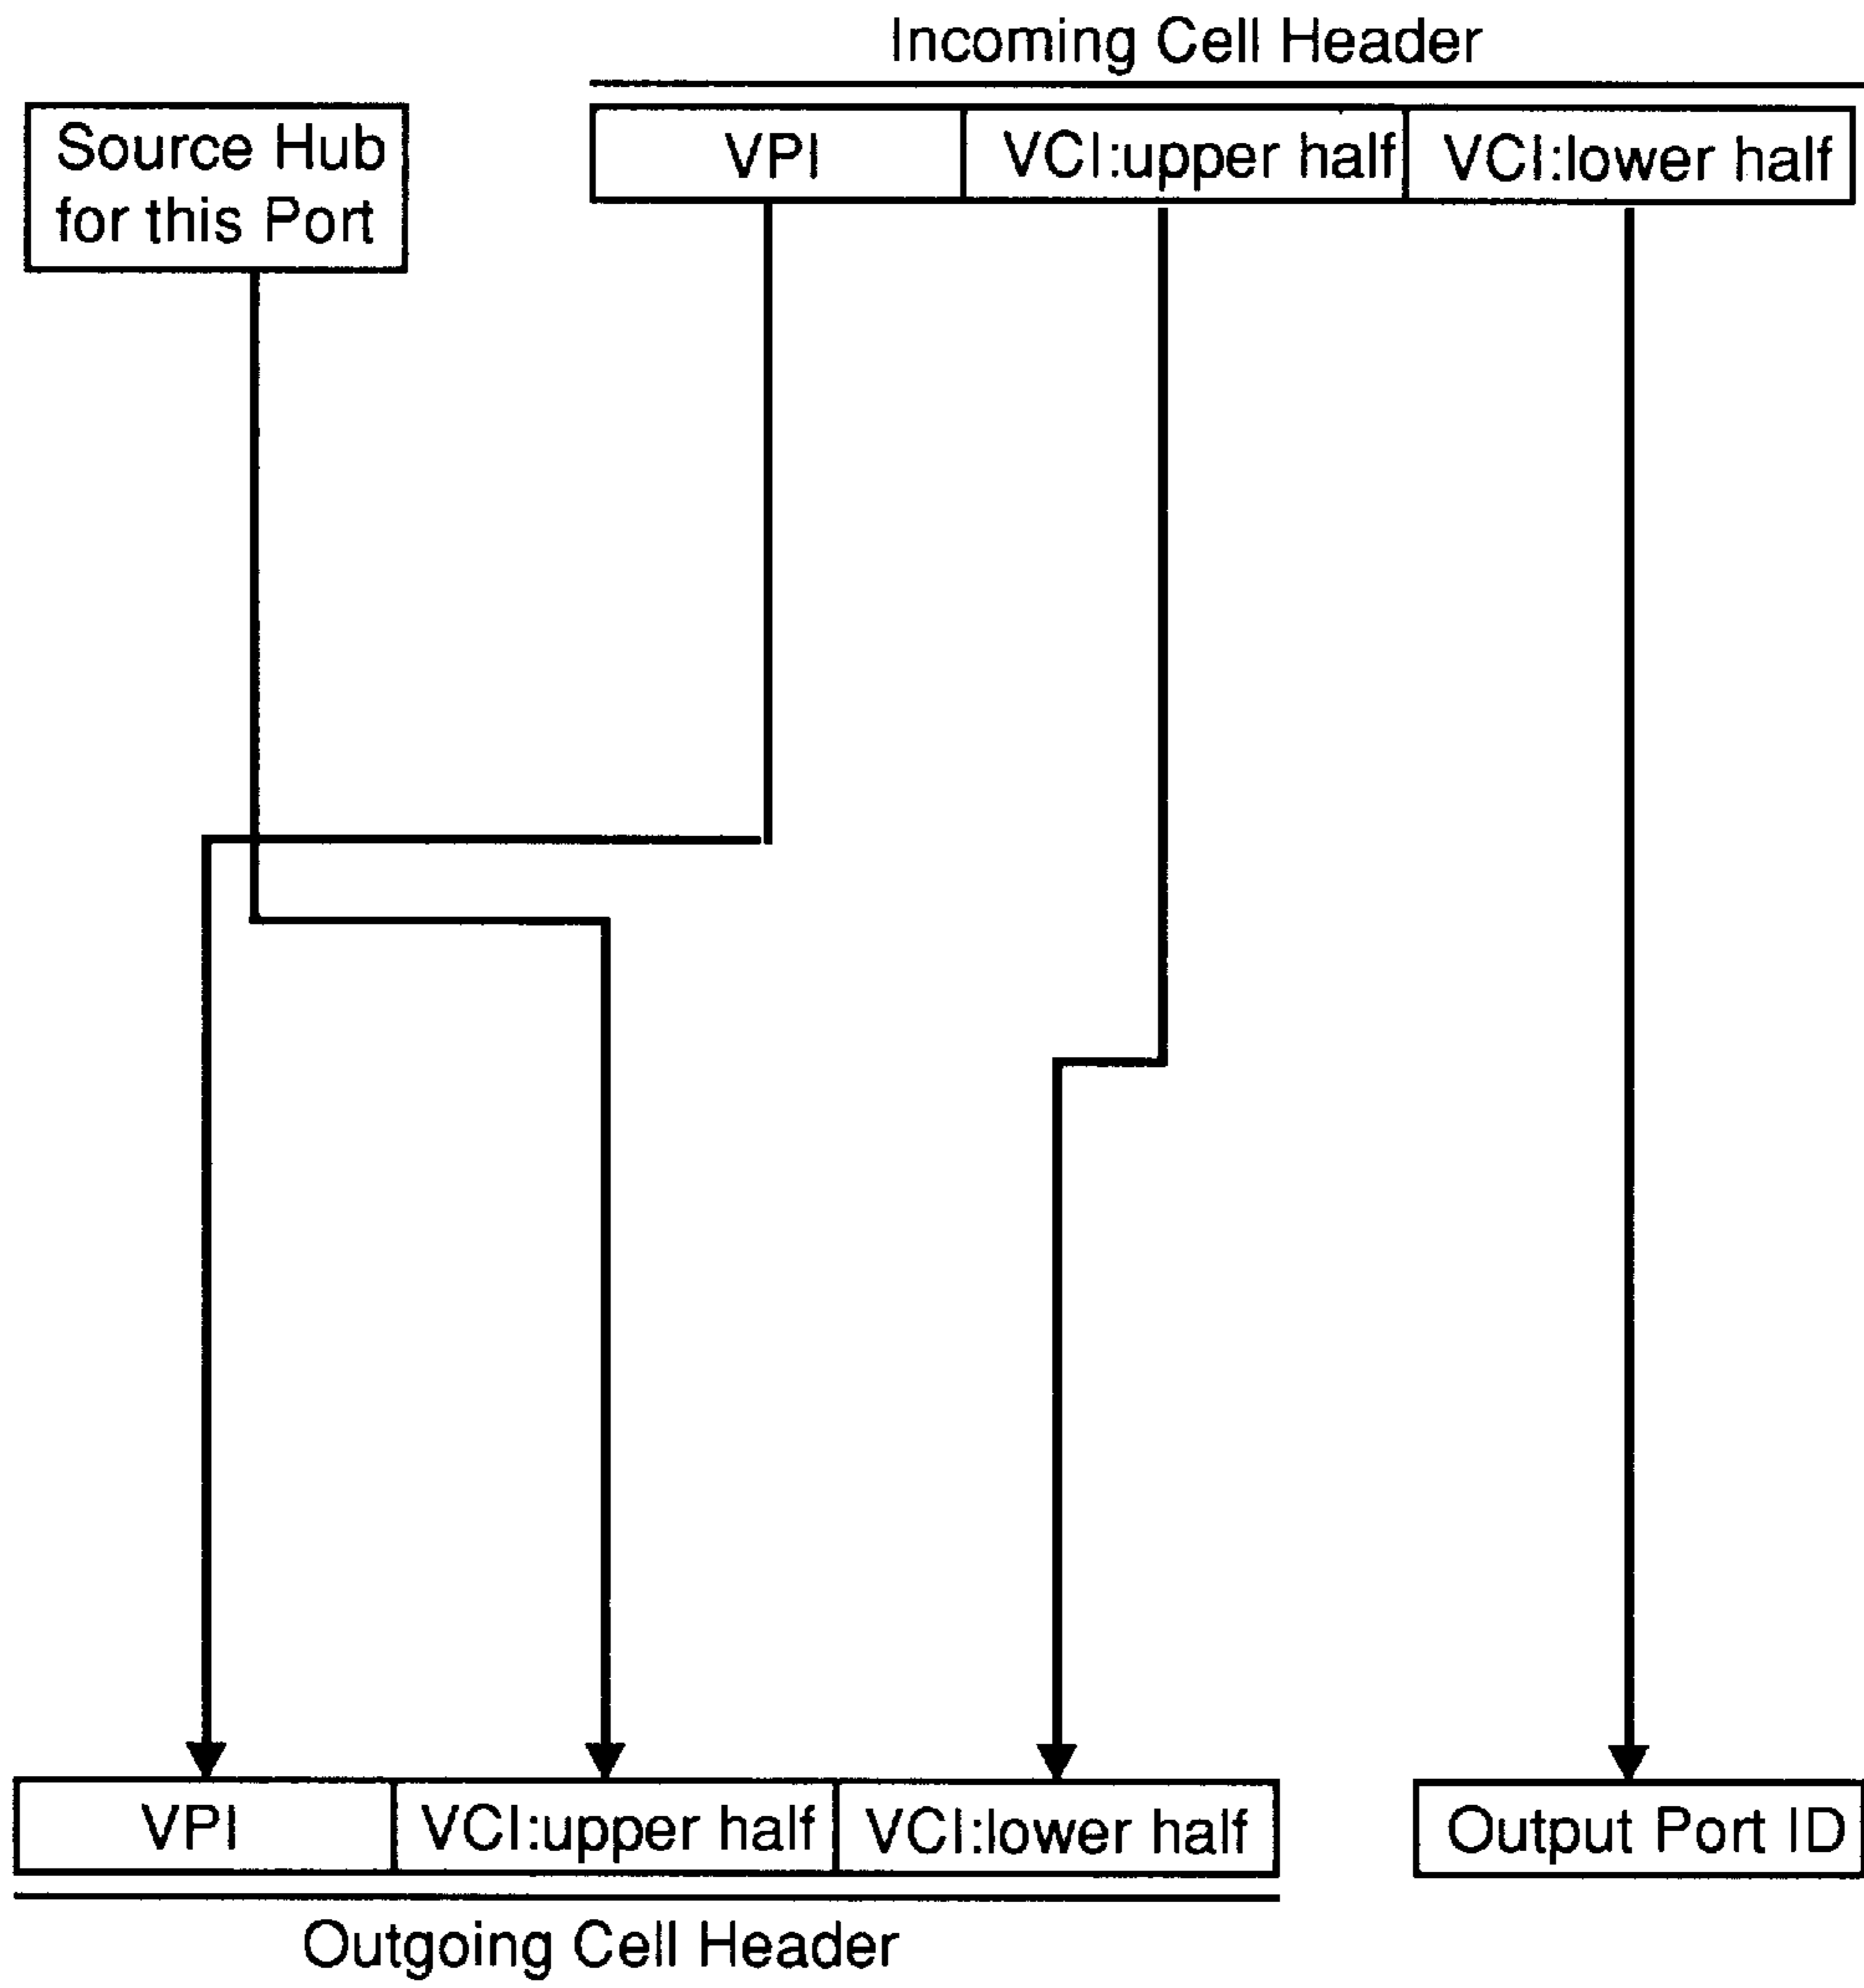 Incoming Cell Header
Source Hub
for this Port
VPI
VCI:upper half
VCI:lower half
VPI
VCI:upper half
VCI:lower half
Output Port ID
Outgoing Cell Header